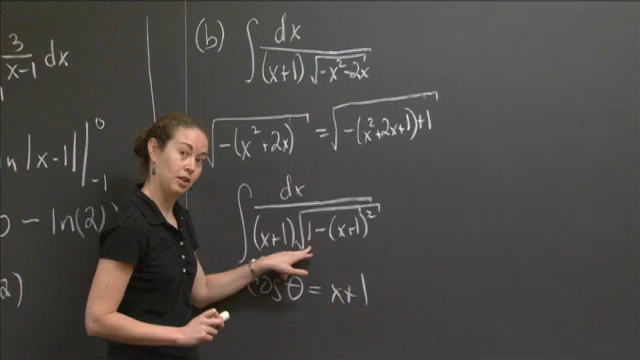 3/(x-1) dx
ln |x-1| |_{-1}^{0}
0 - ln(2)
2)
(b) ∫ dx/((x+1) √(-x²-2x))
√(-(x²+2x)) = √(-(x²+2x+1)+1)
∫ dx/((x+1)√(1-(x+1)²))
cos θ = x+1